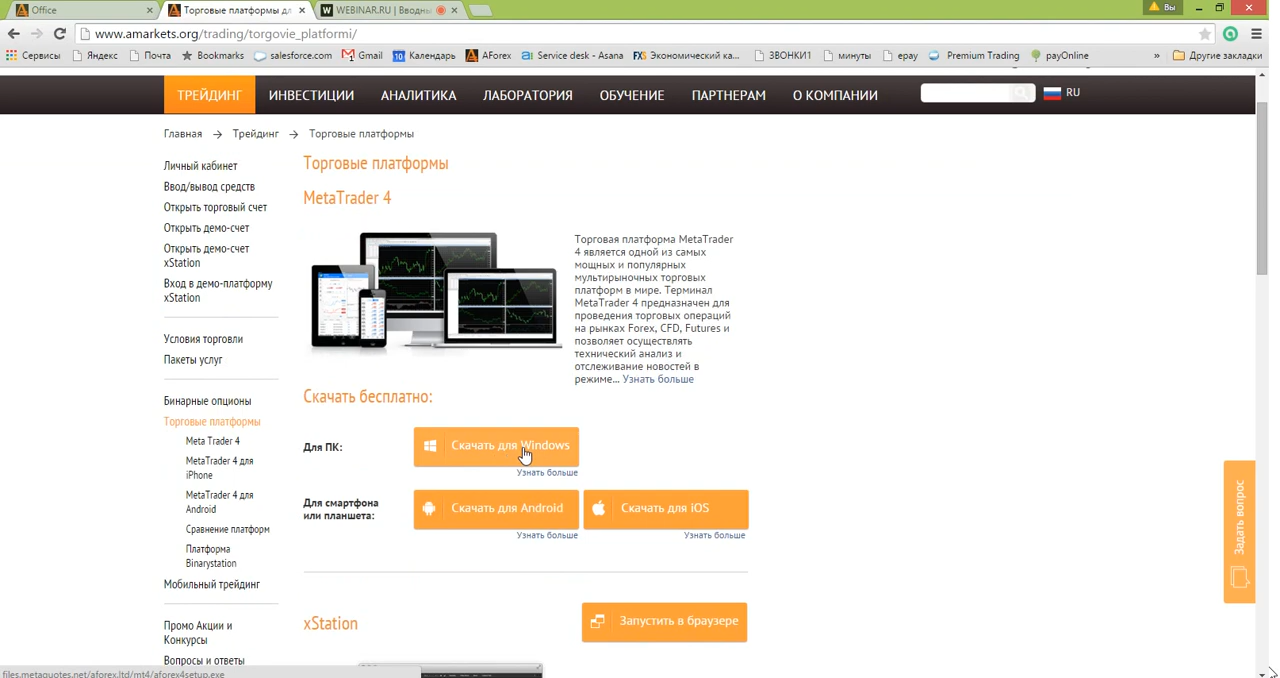 Office
Торговые платформы дл
WEBINAR.RU | Вводны
Вы
www.amarkets.org/trading/torgovie_platformi/
Сервисы
Яндекс
Почта
Bookmarks
salesforce.com
Gmail
Календарь
AForex
Service desk - Asana
Экономический ка...
ЗВОНКИ1
минуты
epay
Premium Trading
payOnline
»
Другие закладки
ТРЕЙДИНГ
ИНВЕСТИЦИИ
АНАЛИТИКА
ЛАБОРАТОРИЯ
ОБУЧЕНИЕ
ПАРТНЕРАМ
О КОМПАНИИ
RU
Главная → Трейдинг → Торговые платформы
Личный кабинет
Ввод/вывод средств
Открыть торговый счет
Открыть демо-счет
Открыть демо-счет
xStation
Вход в демо-платформу
xStation
Условия торговли
Пакеты услуг
Бинарные опционы
Торговые платформы
Meta Trader 4
MetaTrader 4 для
iPhone
MetaTrader 4 для
Android
Сравнение платформ
Платформа
Binarystation
Мобильный трейдинг
Промо Акции и
Конкурсы
Вопросы и ответы
Торговые платформы
MetaTrader 4
Торговая платформа MetaTrader
4 является одной из самых
мощных и популярных
мультирыночных торговых
платформ в мире. Терминал
MetaTrader 4 предназначен для
проведения торговых операций
на рынках Forex, CFD, Futures и
позволяет осуществлять
технический анализ и
отслеживание новостей в
режиме... Узнать больше
Скачать бесплатно:
Для ПК:
Скачать для Windows
Узнать больше
Для смартфона
или планшета:
Скачать для Android
Скачать для iOS
Узнать больше
Узнать больше
xStation
Запустить в браузере
Задать вопрос
files.metaquotes.net/aforex.ltd/mt4/aforex4setup.exe